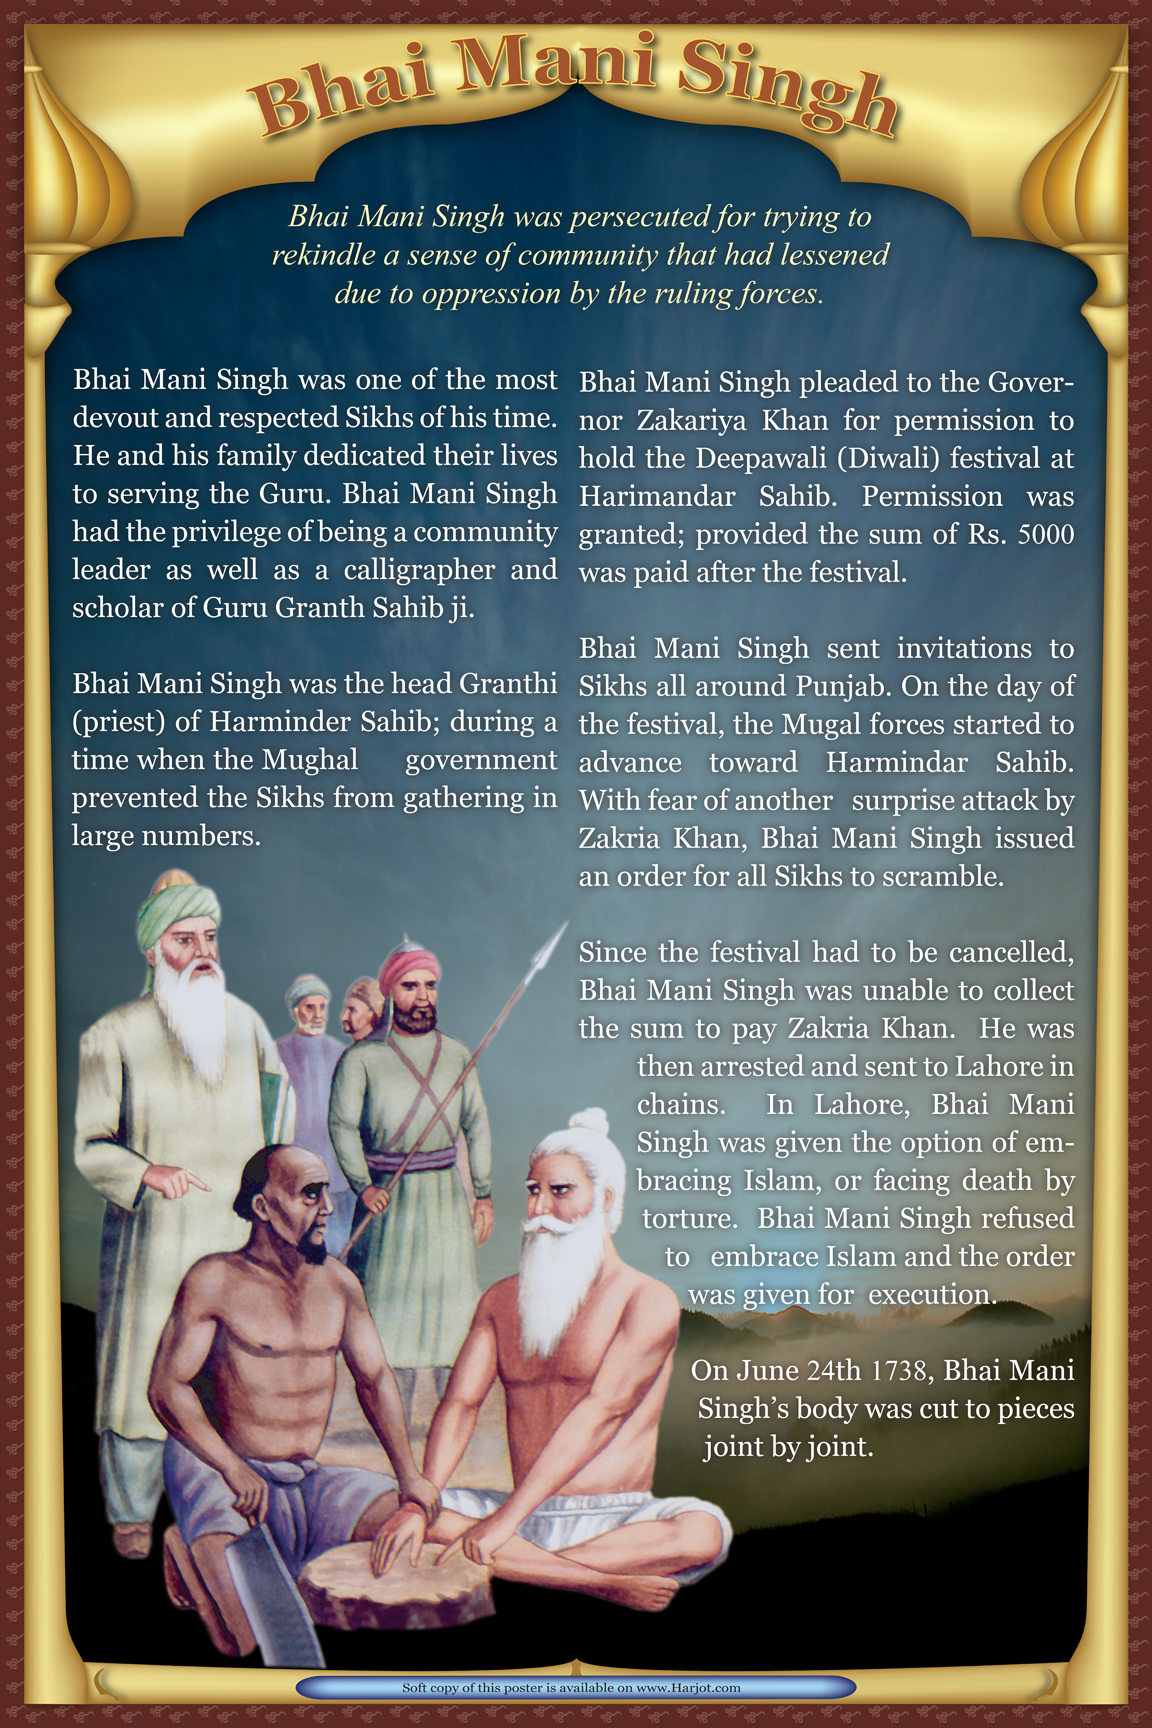 Bhai Mani Singh
Bhai Mani Singh was persecuted for trying to
rekindle a sense of community that had lessened
due to oppression by the ruling forces.
Bhai Mani Singh was one of the most
devout and respected Sikhs of his time.
He and his family dedicated their lives
to serving the Guru. Bhai Mani Singh
had the privilege of being a community
leader as well as a calligrapher and
scholar of Guru Granth Sahib ji.
Bhai Mani Singh was the head Granthi
(priest) of Harminder Sahib; during a
time when the Mughal government
prevented the Sikhs from gathering in
large numbers.
Bhai Mani Singh pleaded to the Gover-
nor Zakariya Khan for permission to
hold the Deepawali (Diwali) festival at
Harimandar Sahib. Permission was
granted; provided the sum of Rs. 5000
was paid after the festival.
Bhai Mani Singh sent invitations to
Sikhs all around Punjab. On the day of
the festival, the Mugal forces started to
advance toward Harmindar Sahib.
With fear of another surprise attack by
Zakria Khan, Bhai Mani Singh issued
an order for all Sikhs to scramble.
Since the festival had to be cancelled,
Bhai Mani Singh was unable to collect
the sum to pay Zakria Khan. He was
then arrested and sent to Lahore in
chains. In Lahore, Bhai Mani
Singh was given the option of em-
bracing Islam, or facing death by
torture. Bhai Mani Singh refused
to embrace Islam and the order
was given for execution.
On June 24th 1738, Bhai Mani
Singh's body was cut to pieces
joint by joint.
Soft copy of this poster is available on www.Harjot.com